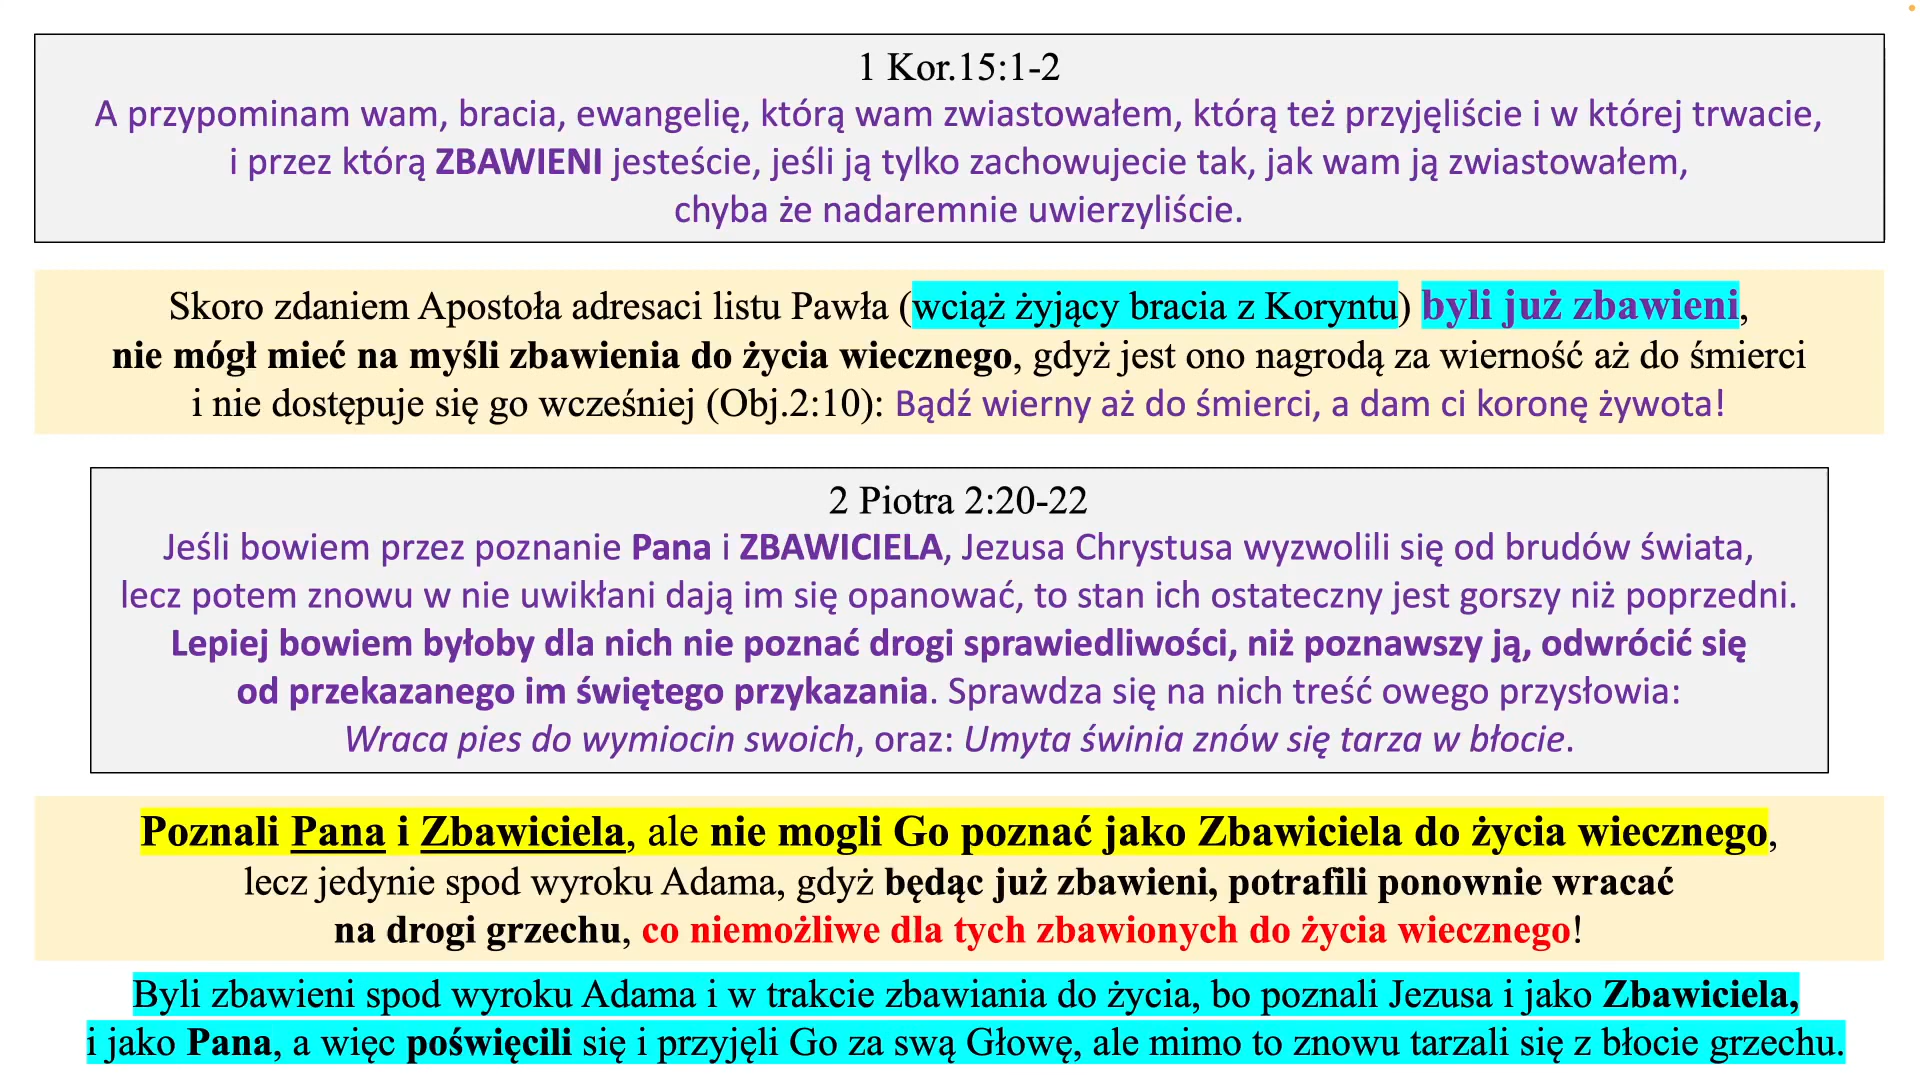 1 Kor.15:1-2
A przypominam wam, bracia, ewangelię, którą wam zwiastowałem, którą też przyjęliście i w której trwacie,
i przez którą ZBAWIENI jesteście, jeśli ją tylko zachowujecie tak, jak wam ją zwiastowałem,
chyba że nadaremnie uwierzyliście.
Skoro zdaniem Apostoła adresaci listu Pawła (wciąż żyjący bracia z Koryntu) byli już zbawieni,
nie mógł mieć na myśli zbawienia do życia wiecznego, gdyż jest ono nagrodą za wierność aż do śmierci
i nie dostępuje się go wcześniej (Obj.2:10): Bądź wierny aż do śmierci, a dam ci koronę żywota!
2 Piotra 2:20-22
Jeśli bowiem przez poznanie Pana i ZBAWICIELA, Jezusa Chrystusa wyzwolili się od brudów świata,
lecz potem znowu w nie uwikłani dają im się opanować, to stan ich ostateczny jest gorszy niż poprzedni.
Lepiej bowiem byłoby dla nich nie poznać drogi sprawiedliwości, niż poznawszy ją, odwrócić się
od przekazanego im świętego przykazania. Sprawdza się na nich treść owego przysłowia:
Wraca pies do wymiocin swoich, oraz: Umyta świnia znów się tarza w błocie.
Poznali Pana i Zbawiciela, ale nie mogli Go poznać jako Zbawiciela do życia wiecznego,
lecz jedynie spod wyroku Adama, gdyż będąc już zbawieni, potrafili ponownie wracać
na drogi grzechu, co niemożliwe dla tych zbawionych do życia wiecznego!
Byli zbawieni spod wyroku Adama i w trakcie zbawiania do życia, bo poznali Jezusa i jako Zbawiciela,
i jako Pana, a więc poświęcili się i przyjęli Go za swą Głowę, ale mimo to znowu tarzali się z błocie grzechu.